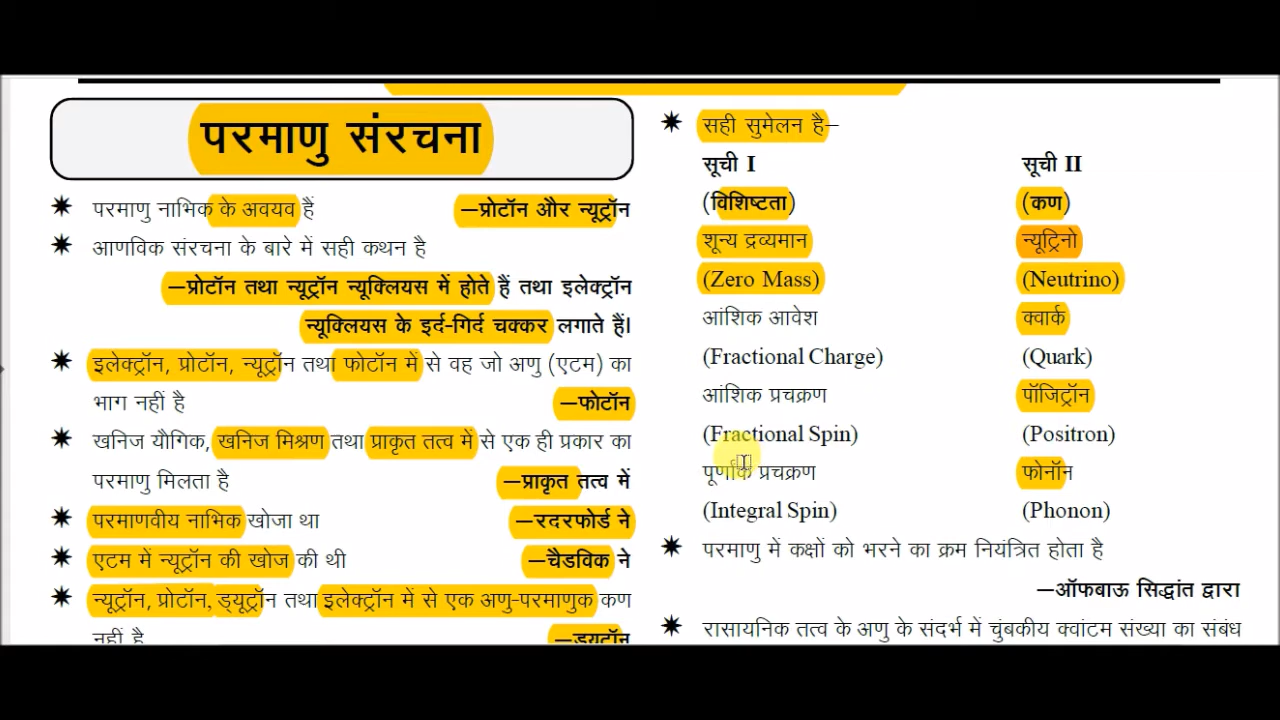 परमाणु संरचना
✷ परमाणु नाभिक के अवयव हैं —प्रोटॉन और न्यूट्रॉन
✷ आणविक संरचना के बारे में सही कथन है
—प्रोटॉन तथा न्यूट्रॉन न्यूक्लियस में होते हैं तथा इलेक्ट्रॉन
न्यूक्लियस के इर्द-गिर्द चक्कर लगाते हैं।
✷ इलेक्ट्रॉन, प्रोटॉन, न्यूट्रॉन तथा फोटॉन में से वह जो अणु (एटम) का
भाग नहीं है —फोटॉन
✷ खनिज यौगिक, खनिज मिश्रण तथा प्राकृत तत्व में से एक ही प्रकार का
परमाणु मिलता है —प्राकृत तत्व में
✷ परमाणवीय नाभिक खोजा था —रदरफोर्ड ने
✷ एटम में न्यूट्रॉन की खोज की थी —चैडविक ने
✷ न्यूट्रॉन, प्रोटॉन, ड्यूट्रॉन तथा इलेक्ट्रॉन में से एक अणु-परमाणुक कण
नहीं है —ड्यूट्रॉन
✷ सही सुमेलन है–
सूची I सूची II
(विशिष्टता) (कण)
शून्य द्रव्यमान न्यूट्रिनो
(Zero Mass) (Neutrino)
आंशिक आवेश क्वार्क
(Fractional Charge) (Quark)
आंशिक प्रचक्रण पॉजिट्रॉन
(Fractional Spin) (Positron)
पूर्णांक प्रचक्रण फोनॉन
(Integral Spin) (Phonon)
✷ परमाणु में कक्षों को भरने का क्रम नियंत्रित होता है
—ऑफबाऊ सिद्धांत द्वारा
✷ रासायनिक तत्व के अणु के संदर्भ में चुंबकीय क्वांटम संख्या का संबंध